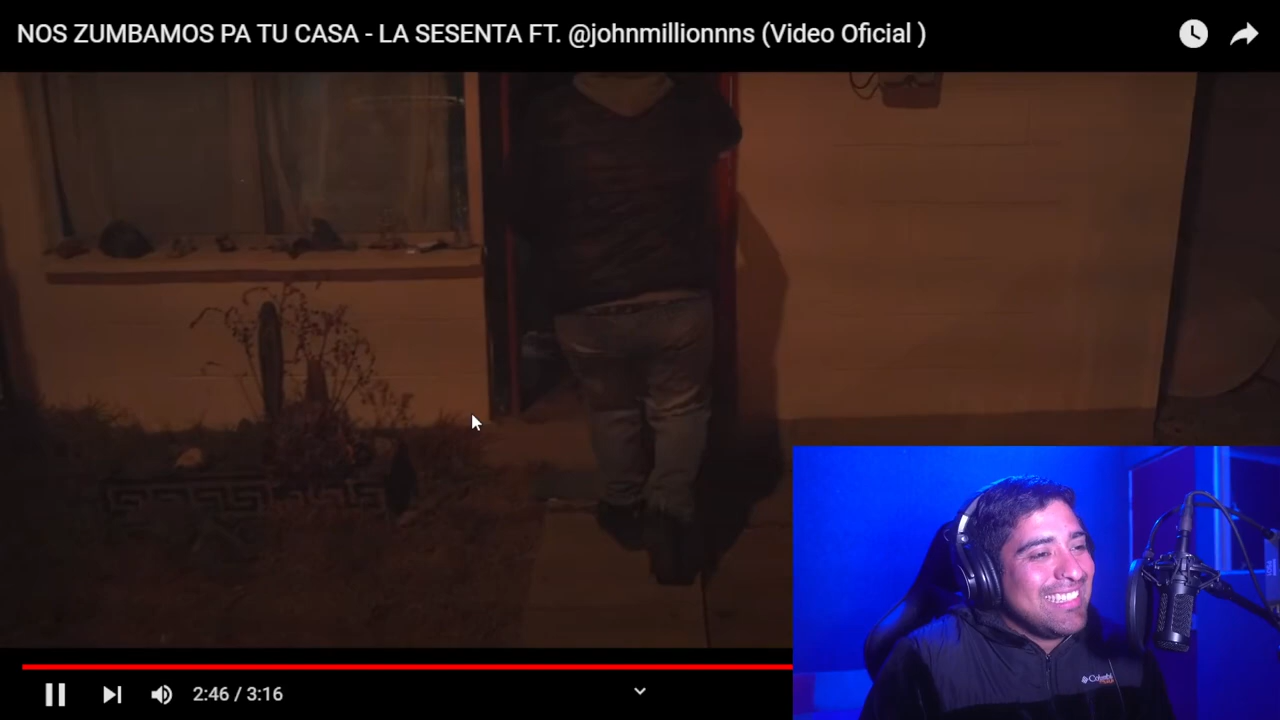 NOS ZUMBAMOS PA TU CASA - LA SESENTA FT. @johnmillionnns (Video Oficial )
Columbia
2:46 / 3:16